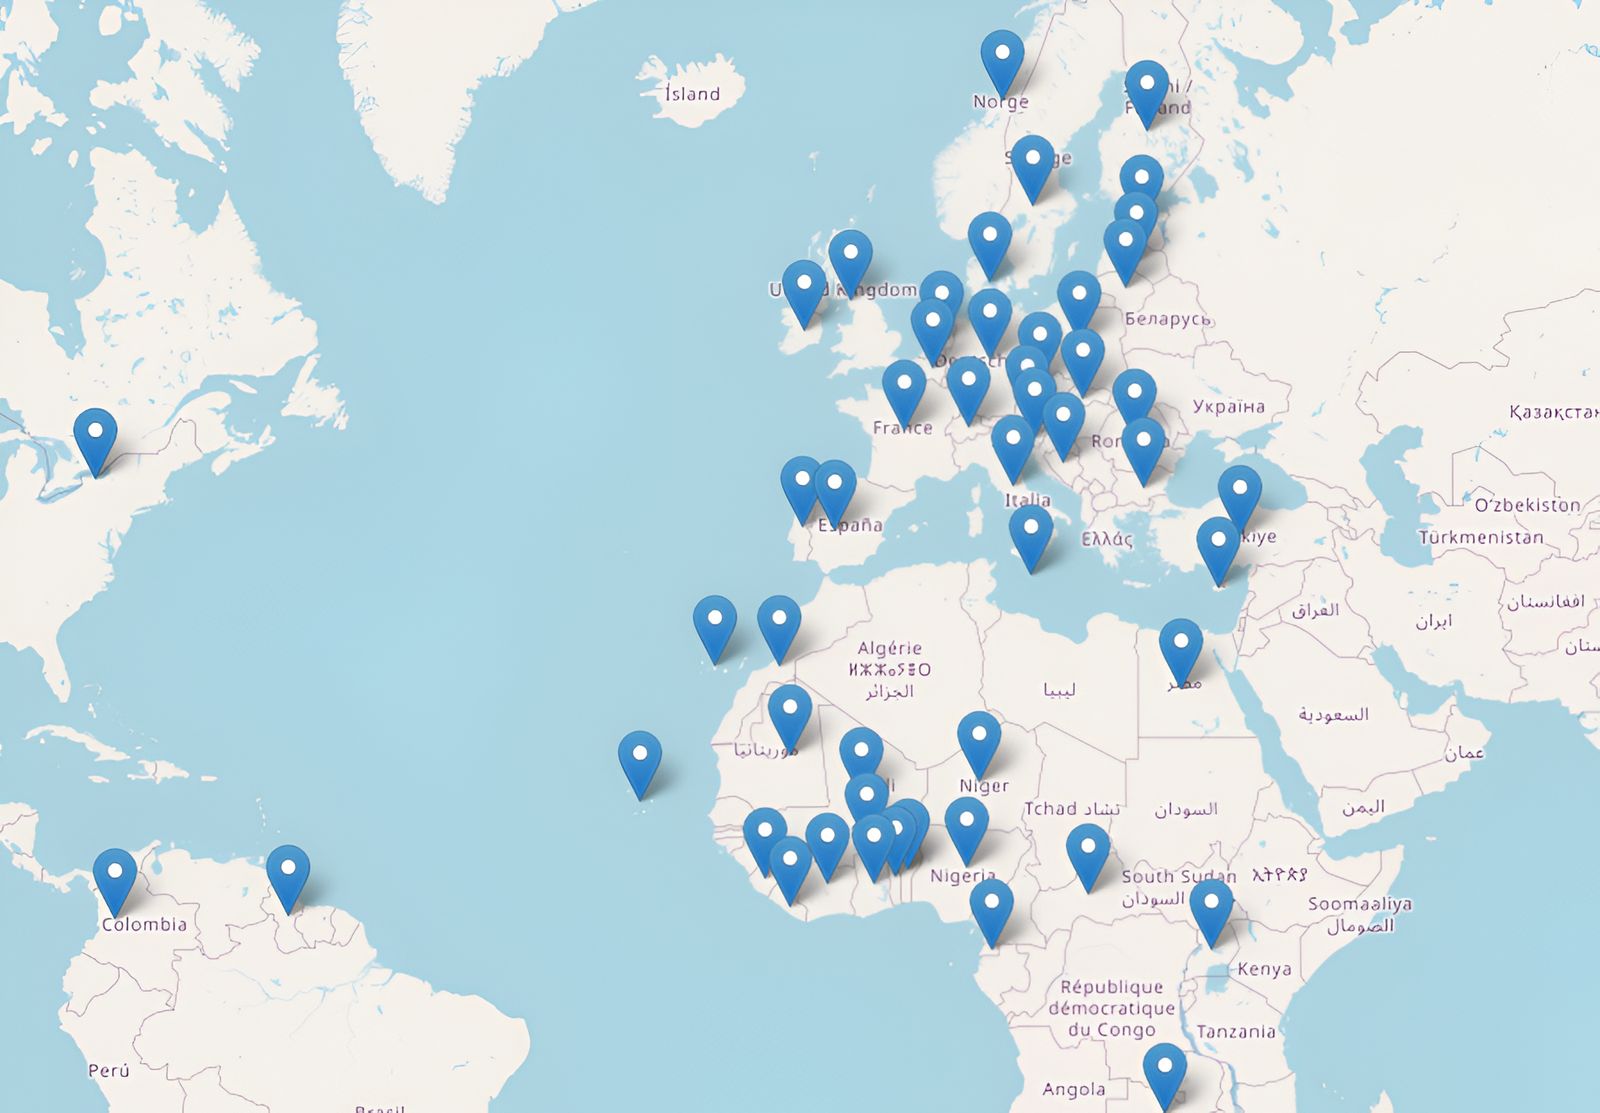 Ísland
Norge
Беларусь
Україна
Қазақстан
France
España
Italia
Ελλάς
O'zbekiston
Türkmenistan
افغانستان
العراق
ایران
Algérie
ⵍⵣⵣⴰⵢⴻⵔ
الجزائر
ليبيا
مصر
السعودية
عمان
اليمن
موريتانيا
Niger
Tchad تشاد
السودان
Nigeria
South Sudan
السودان
Soomaaliya
الصومال
Kenya
République
démocratique
du Congo
Tanzania
Angola
Colombia
Perú
Brasil